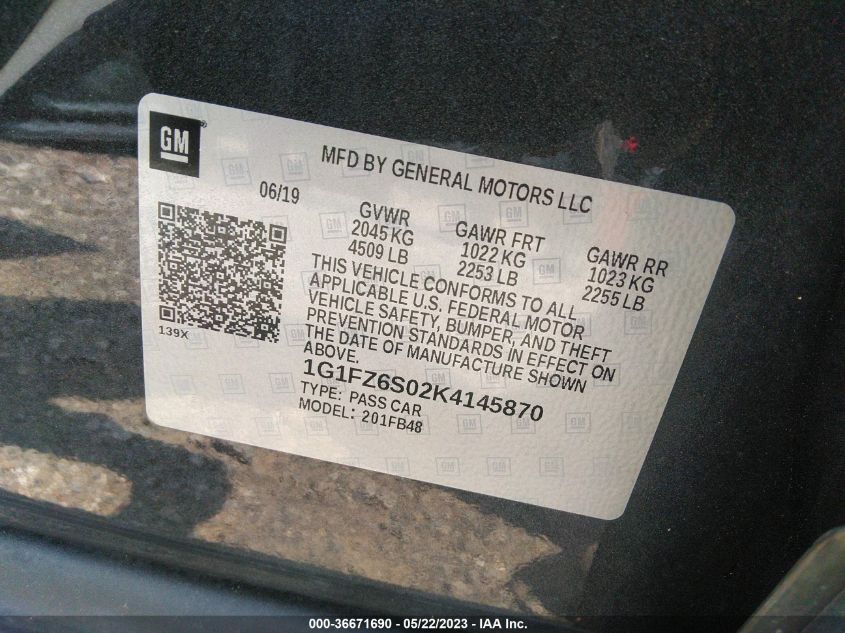 GM
MFD BY GENERAL MOTORS LLC
06/19
GVWR
2045 KG
4509 LB
GAWR FRT
1022 KG
2253 LB
GAWR RR
1023 KG
2255 LB
THIS VEHICLE CONFORMS TO ALL
APPLICABLE U.S. FEDERAL MOTOR
VEHICLE SAFETY, BUMPER, AND THEFT
PREVENTION STANDARDS IN EFFECT ON
THE DATE OF MANUFACTURE SHOWN
ABOVE.
139X
1G1FZ6S02K4145870
TYPE: PASS CAR
MODEL: 201FB48
000-36671690 - 05/22/2023 - IAA Inc.